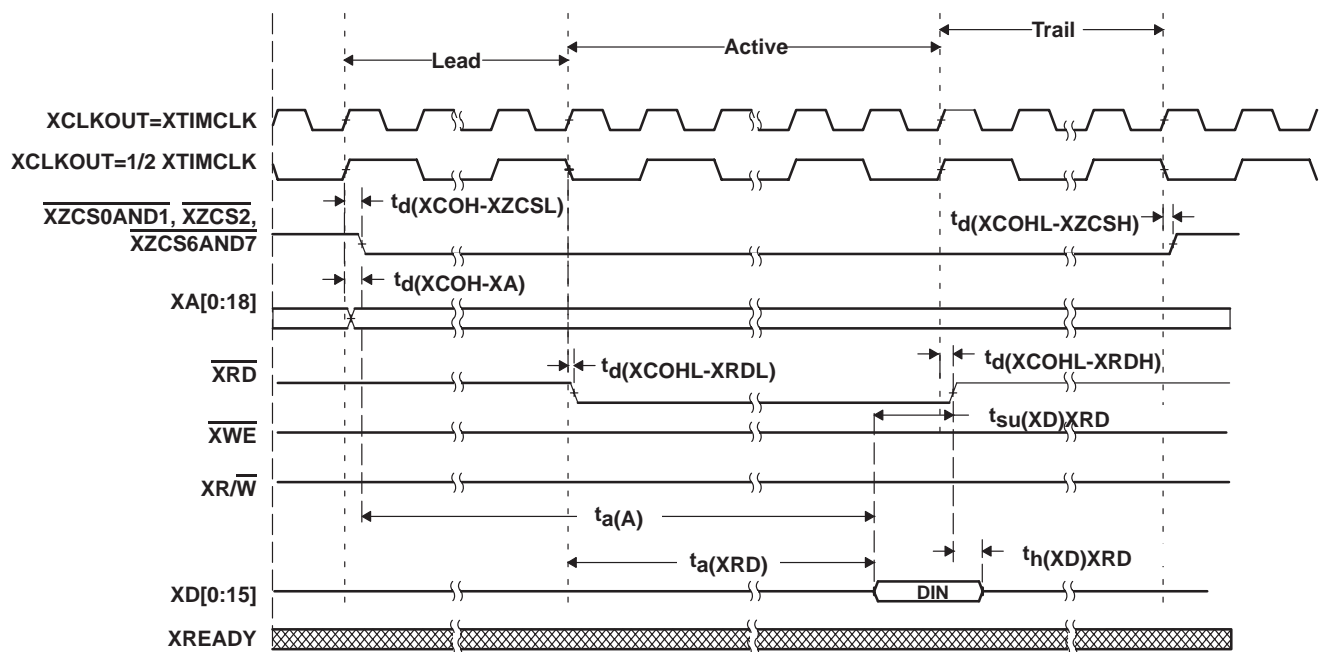 Trail
Active
Lead
XCLKOUT=XTIMCLK
XCLKOUT=1/2 XTIMCLK
td(XCOH-XZCSL)
XZCS0AND1, XZCS2,
XZCS6AND7
td(XCOHL-XZCSH)
td(XCOH-XA)
XA[0:18]
XRD
td(XCOHL-XRDL)
td(XCOHL-XRDH)
tsu(XD)XRD
XWE
XR/W
ta(A)
ta(XRD)
th(XD)XRD
XD[0:15]
DIN
XREADY